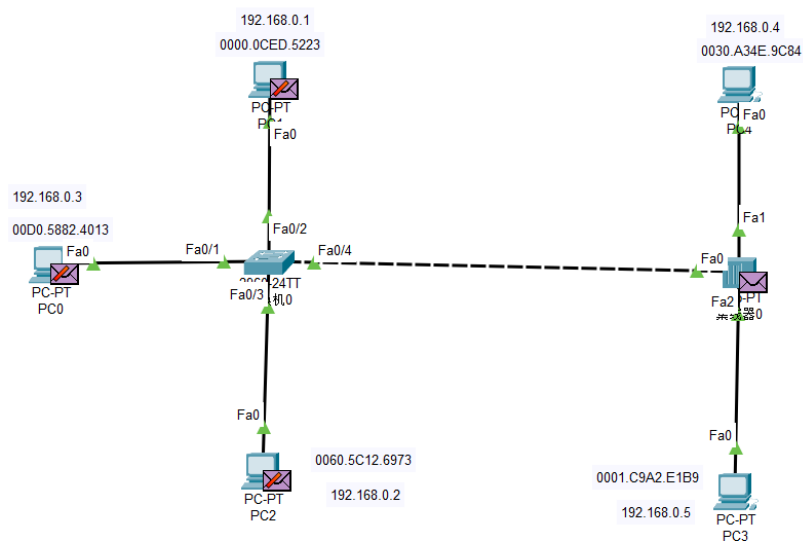 192.168.0.1
0000.0CED.5223
PC-PT
Fa0
192.168.0.4
0030.A34E.9C84
Fa0
Fa1
192.168.0.3
00D0.5882.4013
Fa0
PC-PT
PC0
Fa0/1
Fa0/2
Fa0/4
Fa0/3
Fa0
Fa2
Fa0
PC-PT
PC2
0060.5C12.6973
192.168.0.2
Fa0
0001.C9A2.E1B9
192.168.0.5
PC-PT
PC3